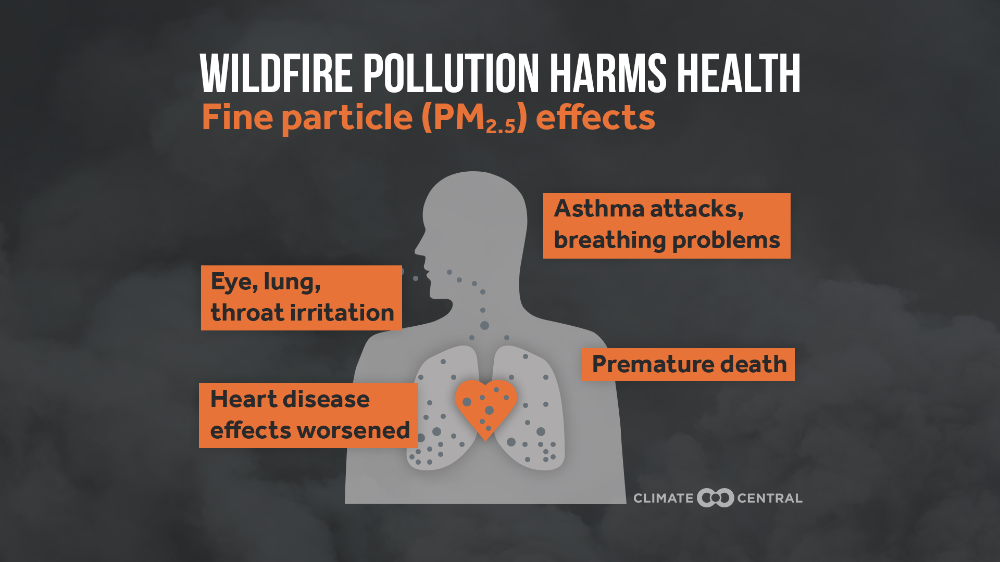 WILDFIRE POLLUTION HARMS HEALTH
Fine particle (PM2.5) effects
Asthma attacks,
breathing problems
Eye, lung,
throat irritation
Premature death
Heart disease
effects worsened
CLIMATE CENTRAL